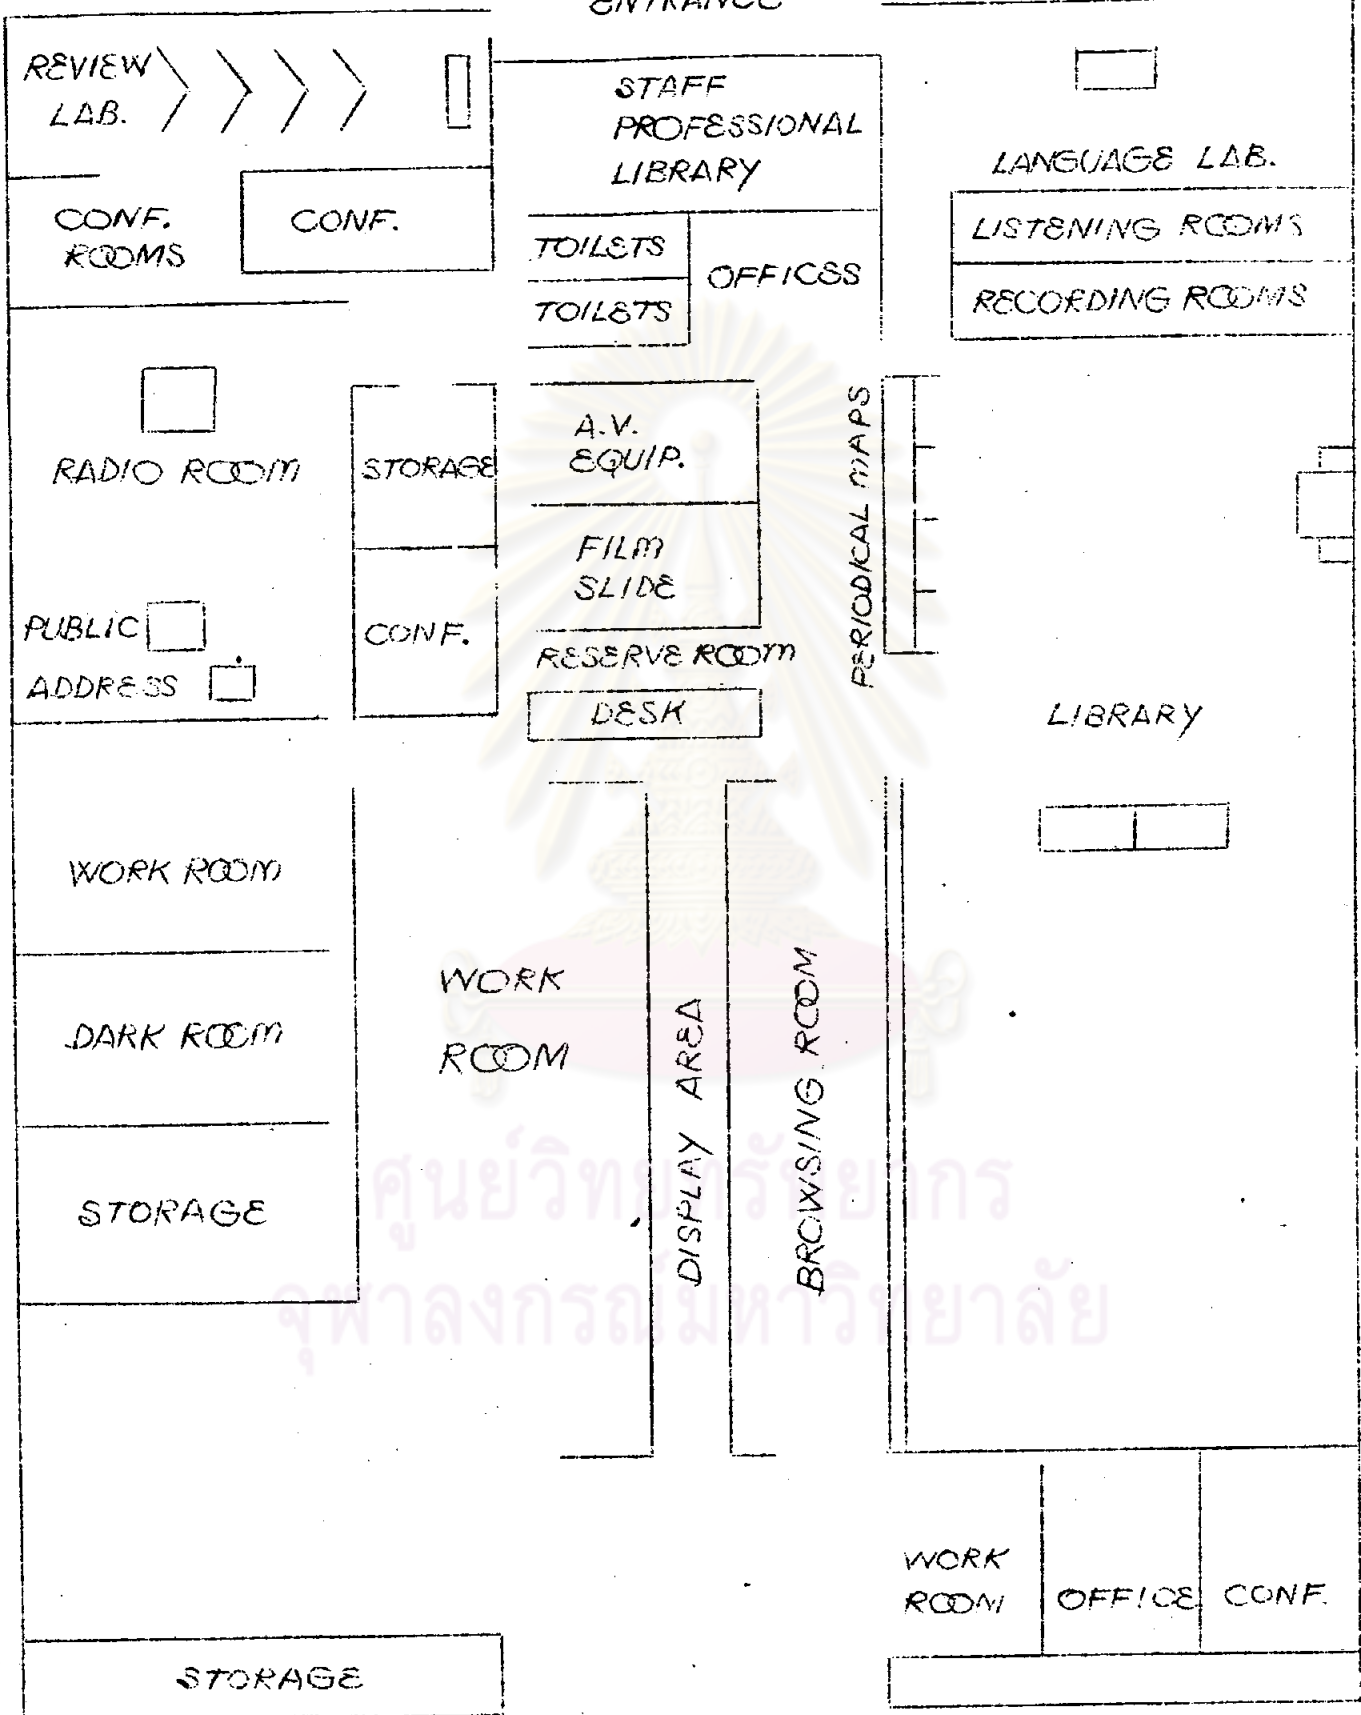 ENTRANCE
REVIEW
LAB.
STAFF
PROFESSIONAL
LIBRARY
LANGUAGE LAB.
CONF.
ROOMS
CONF.
TOILETS
TOILETS
OFFICES
LISTENING ROOMS
RECORDING ROOMS
RADIO ROOM
STORAGE
A.V.
EQUIP.
PERIODICAL MAPS
FILM
SLIDE
PUBLIC
ADDRESS
CONF.
RESERVE ROOM
DESK
LIBRARY
WORK ROOM
DARK ROOM
STORAGE
WORK
ROOM
DISPLAY AREA
BROWSING ROOM
ศูนย์วิทยทรัพยากร
จุฬาลงกรณ์มหาวิทยาลัย
WORK
ROOM
OFFICE
CONF.
STORAGE